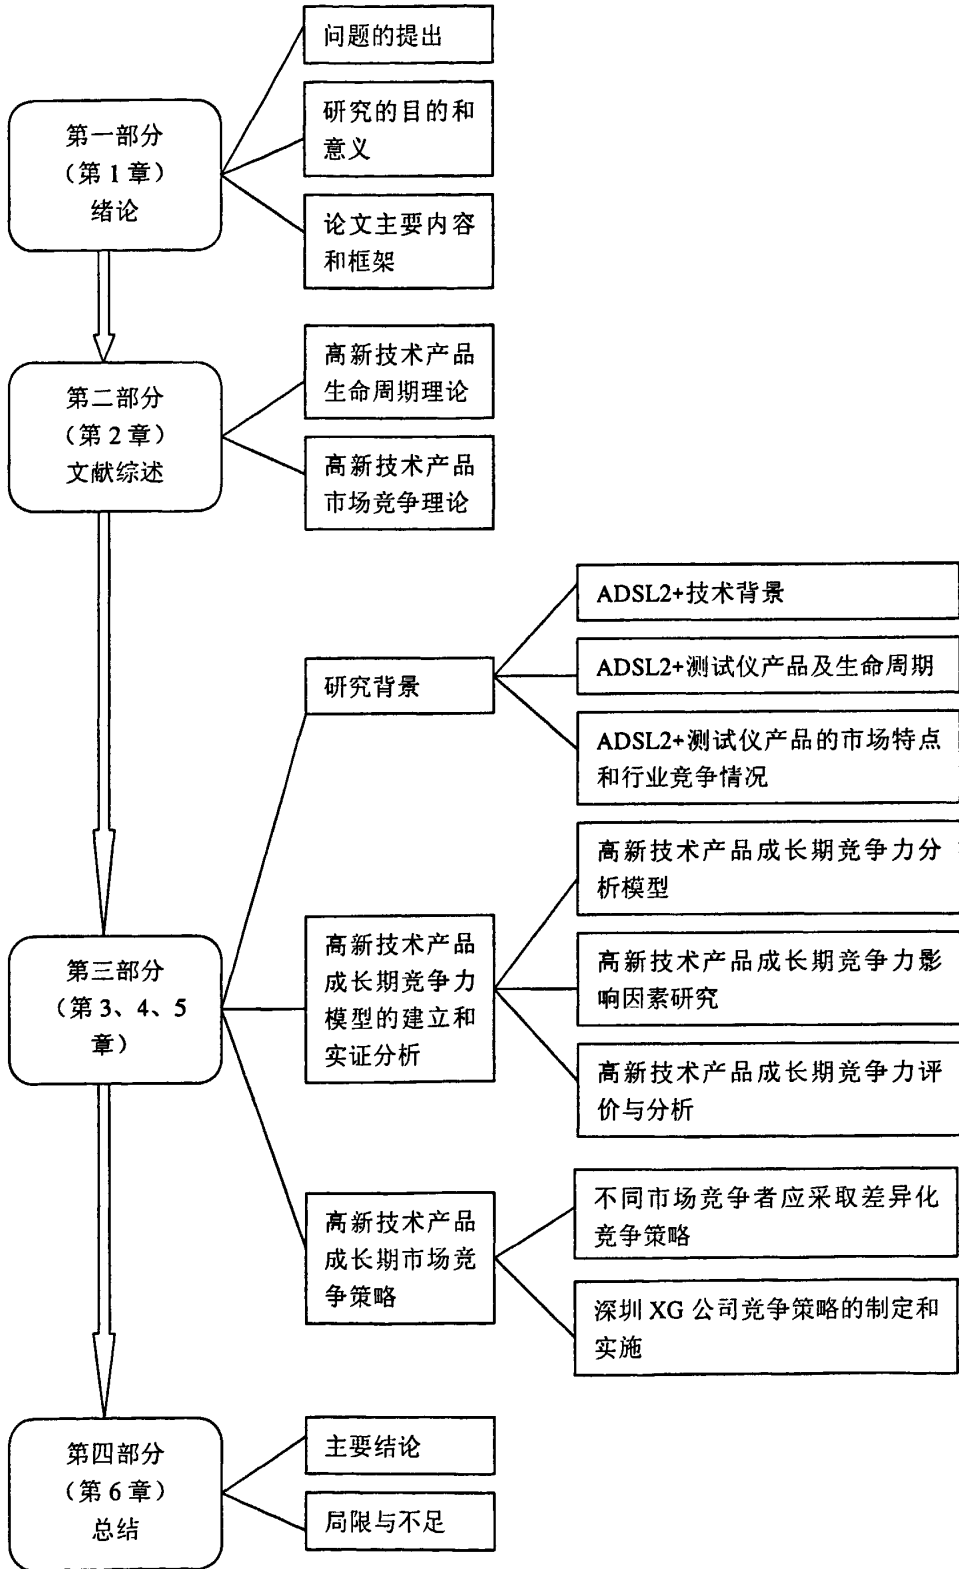 问题的提出
研究的目的和
意义
第一部分
（第 1 章）
绪论
论文主要内容
和框架
高新技术产品
生命周期理论
第二部分
（第 2 章）
文献综述
高新技术产品
市场竞争理论
ADSL2+技术背景
研究背景
ADSL2+测试仪产品及生命周期
ADSL2+测试仪产品的市场特点
和行业竞争情况
高新技术产品成长期竞争力分
析模型
第三部分
（第 3、4、5
章）
高新技术产品
成长期竞争力
模型的建立和
实证分析
高新技术产品成长期竞争力影
响因素研究
高新技术产品成长期竞争力评
价与分析
高新技术产品
成长期市场竞
争策略
不同市场竞争者应采取差异化
竞争策略
深圳 XG 公司竞争策略的制定和
实施
第四部分
（第 6 章）
总结
主要结论
局限与不足